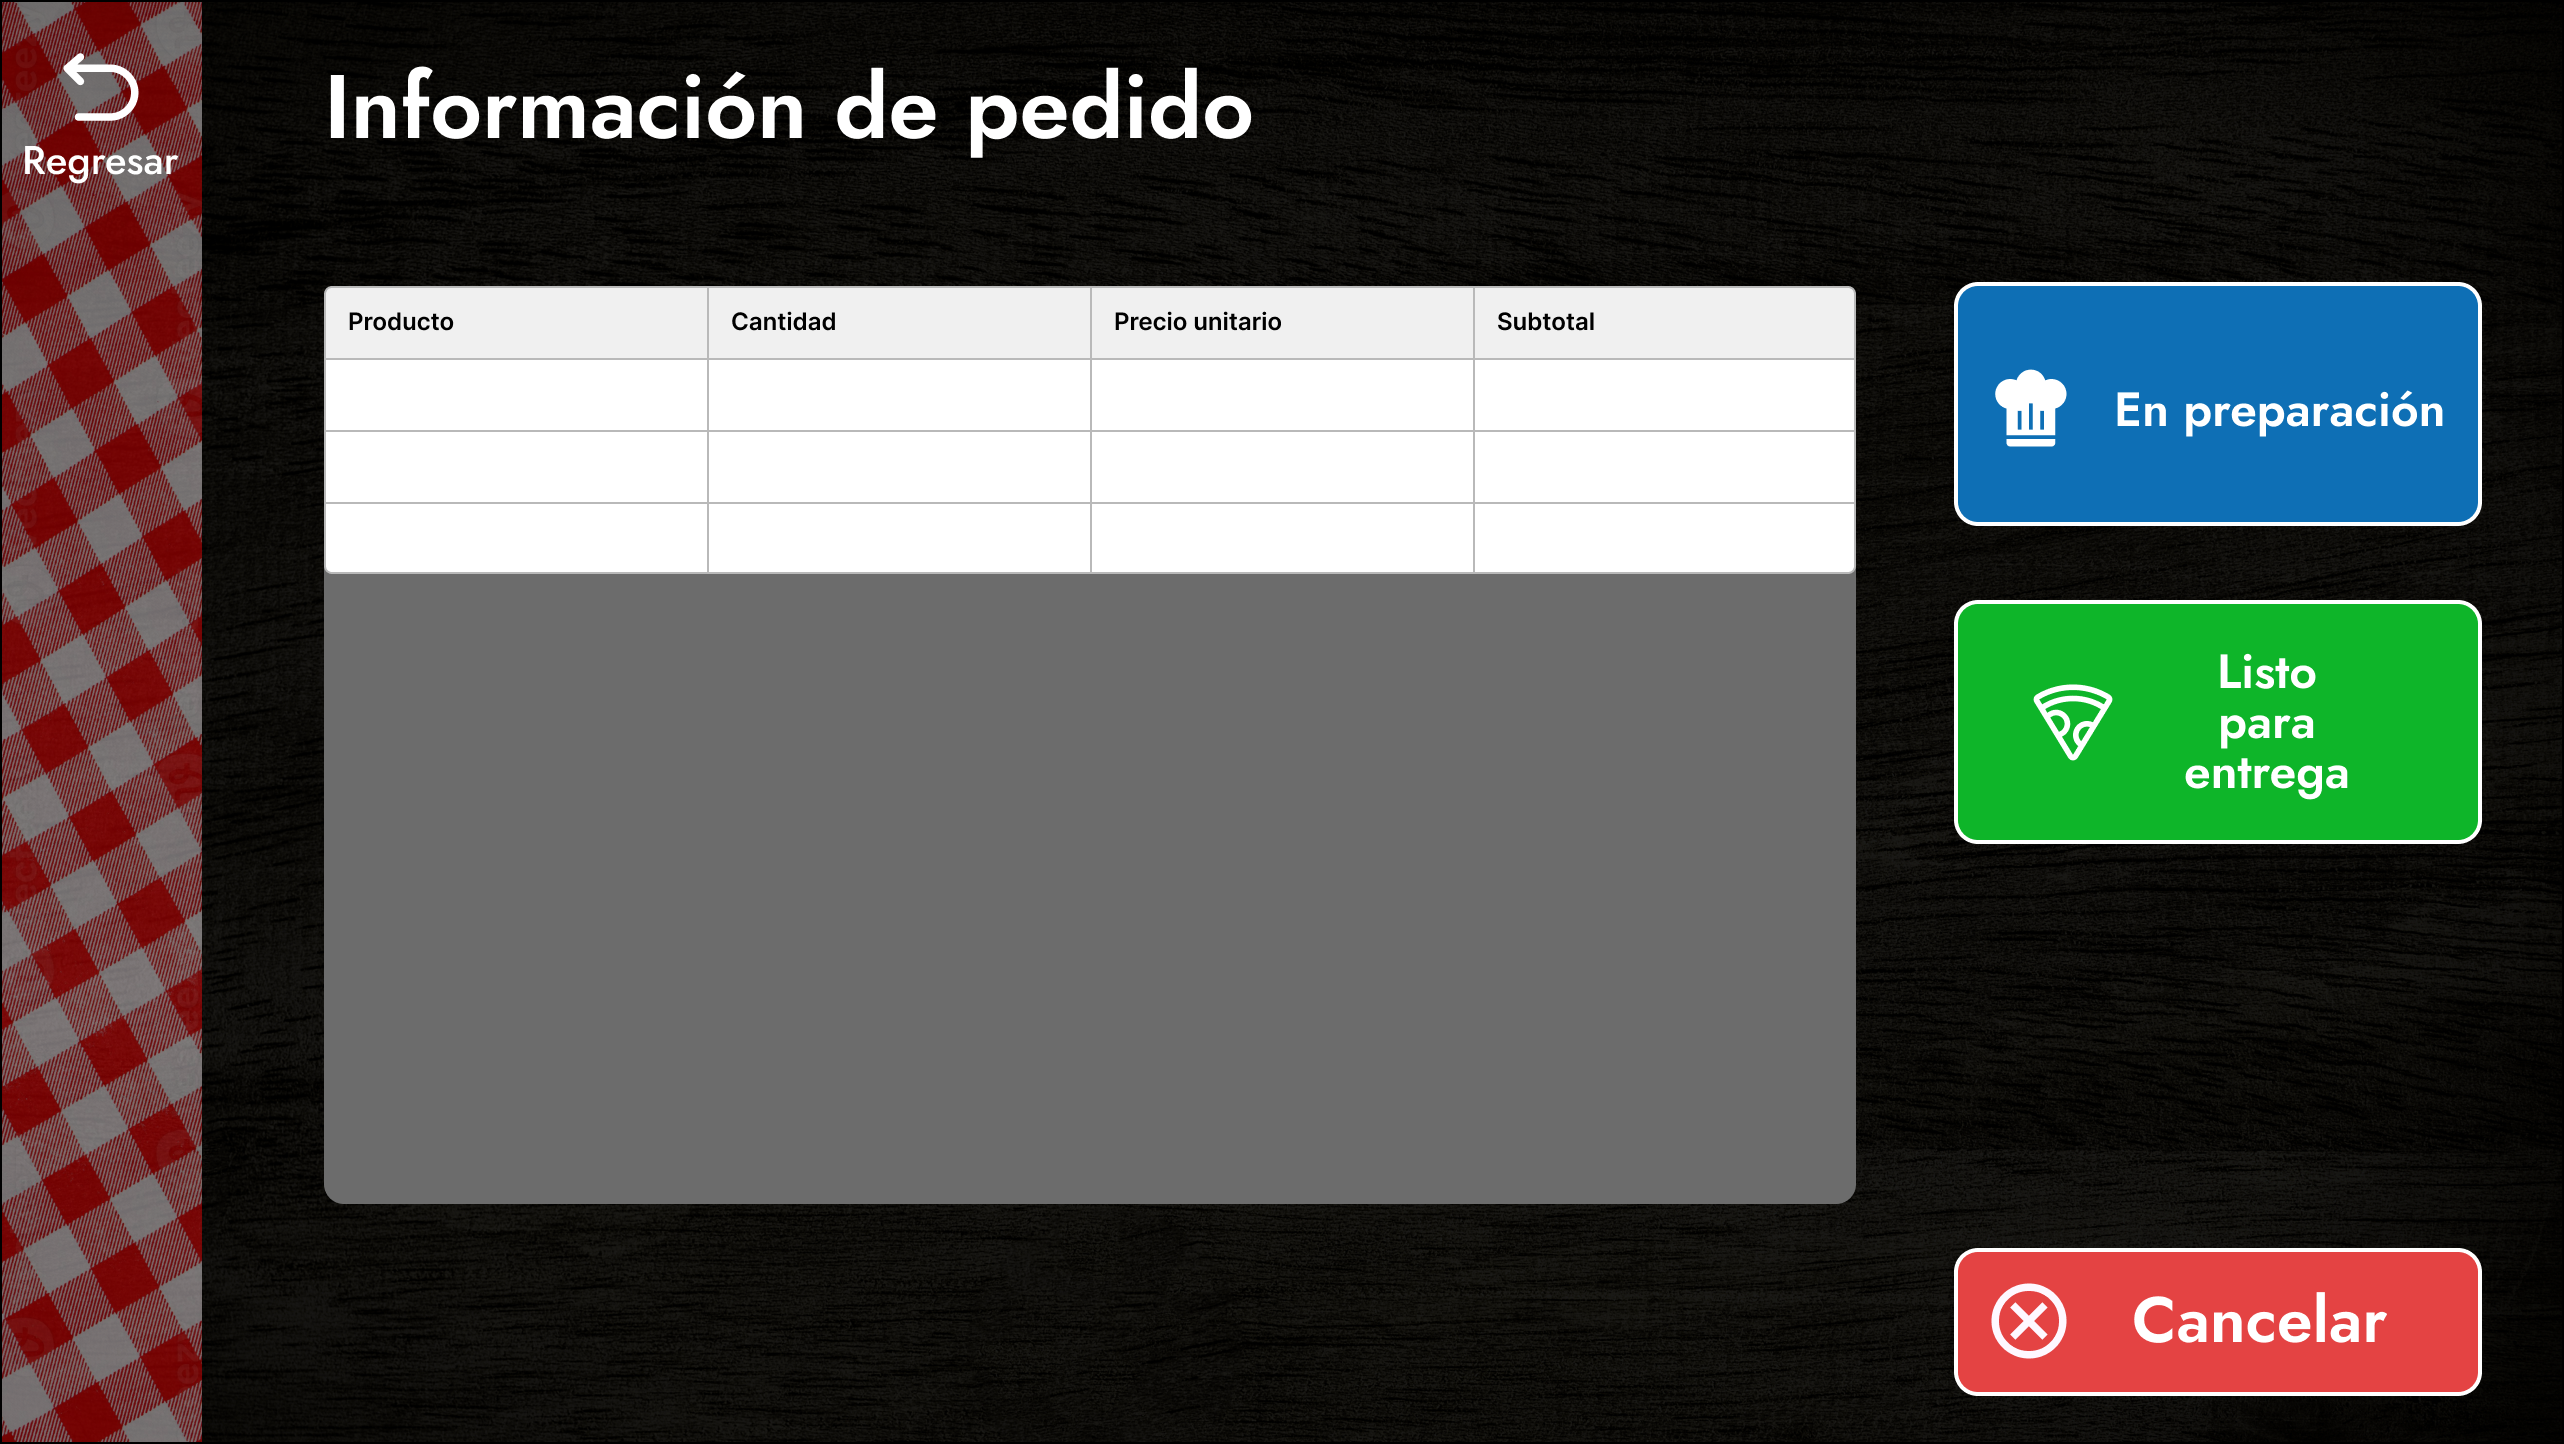 Regresar
Información de pedido
Producto
Cantidad
Precio unitario
Subtotal
En preparación
Listo
para
entrega
Cancelar